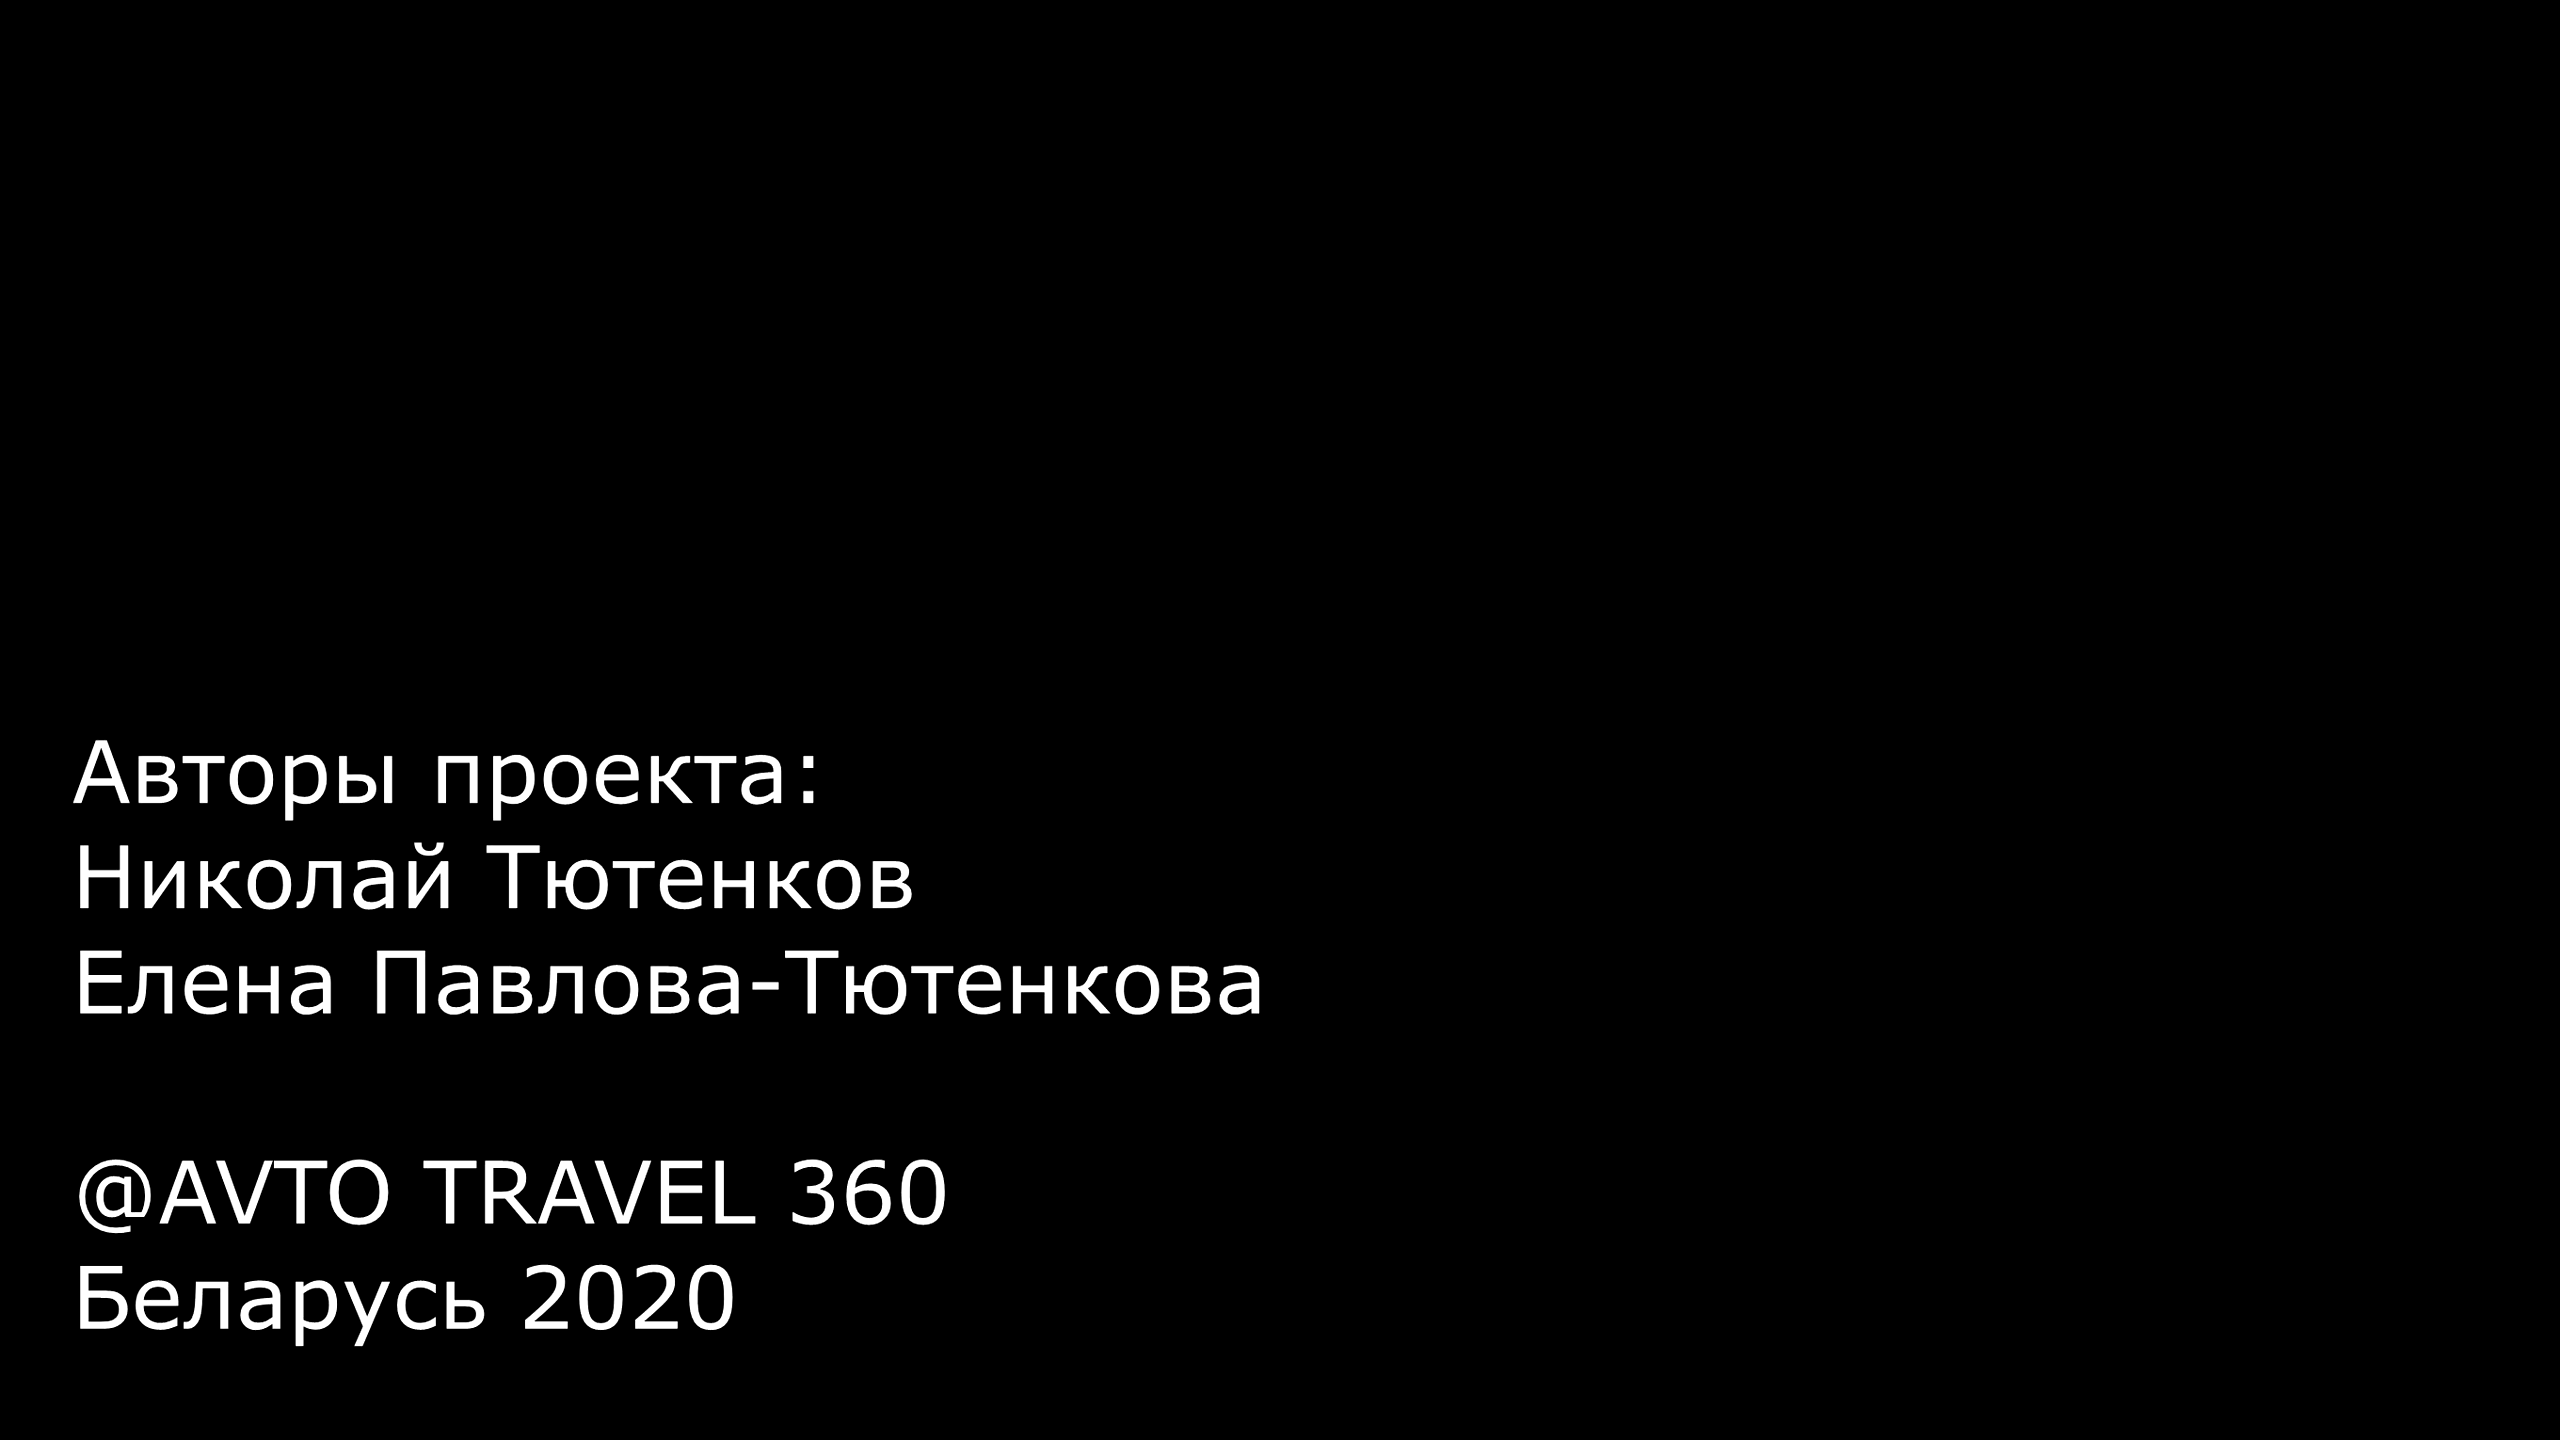 Авторы проекта:
Николай Тютенков
Елена Павлова-Тютенкова
@AVTO TRAVEL 360
Беларусь 2020